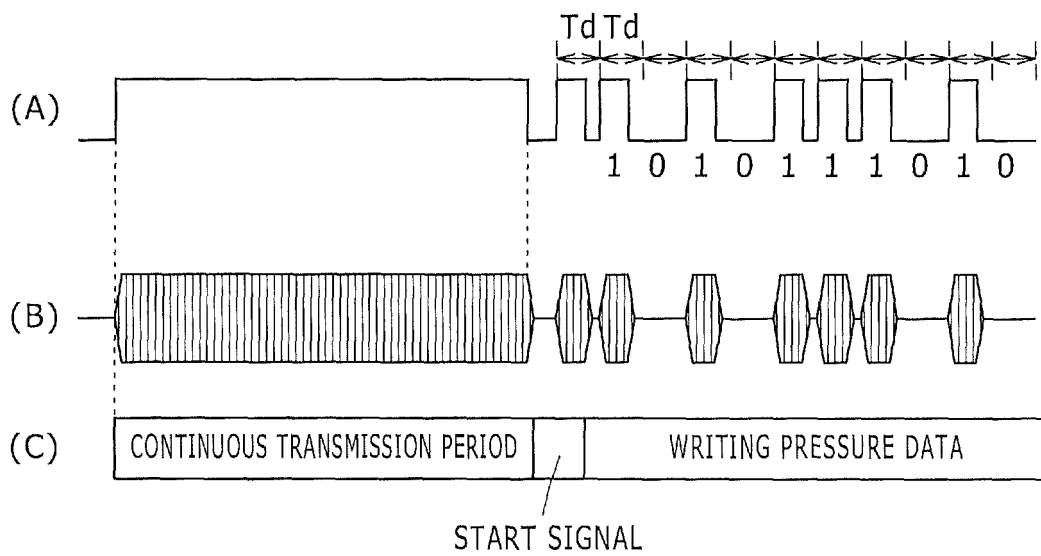 Td Td
(A)
1 0 1 0 1 1 1 0 1 0
(B)
(C) CONTINUOUS TRANSMISSION PERIOD WRITING PRESSURE DATA
START SIGNAL